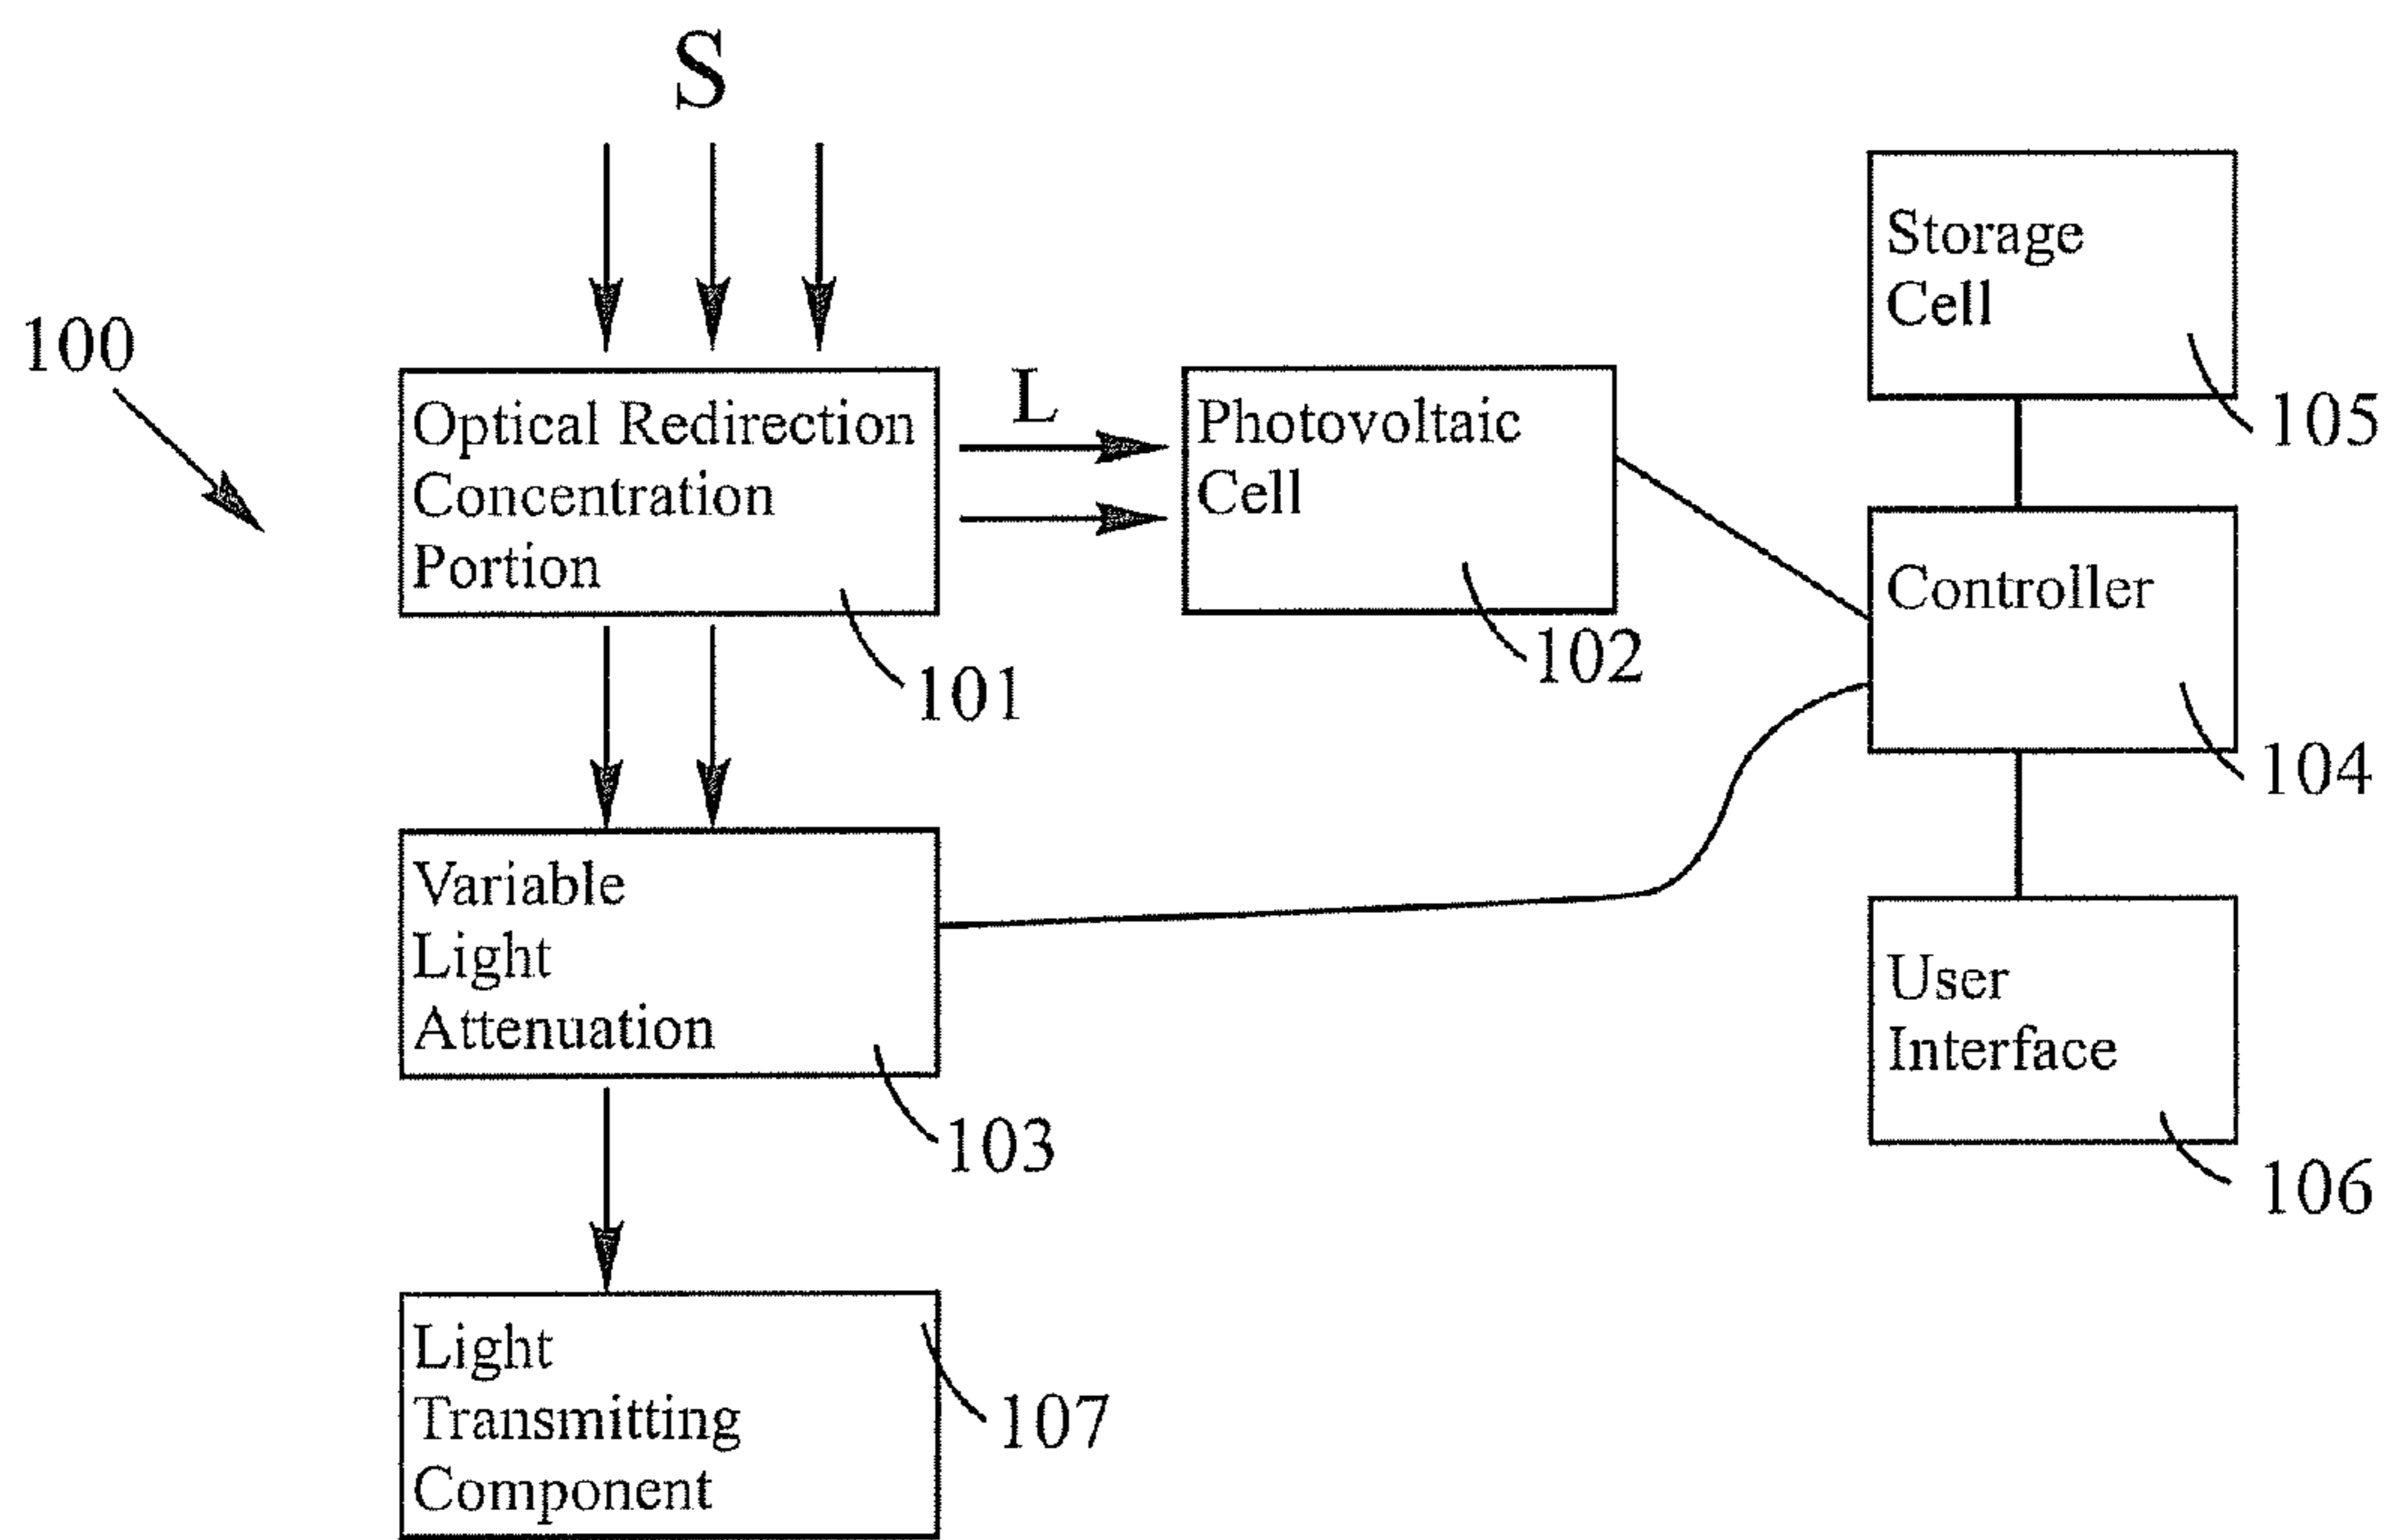 S
100
Optical Redirection
Concentration
Portion
101
L
Photovoltaic
Cell
102
Storage
Cell
105
Controller
104
Variable
Light
Attenuation
103
User
Interface
106
Light
Transmitting
Component
107